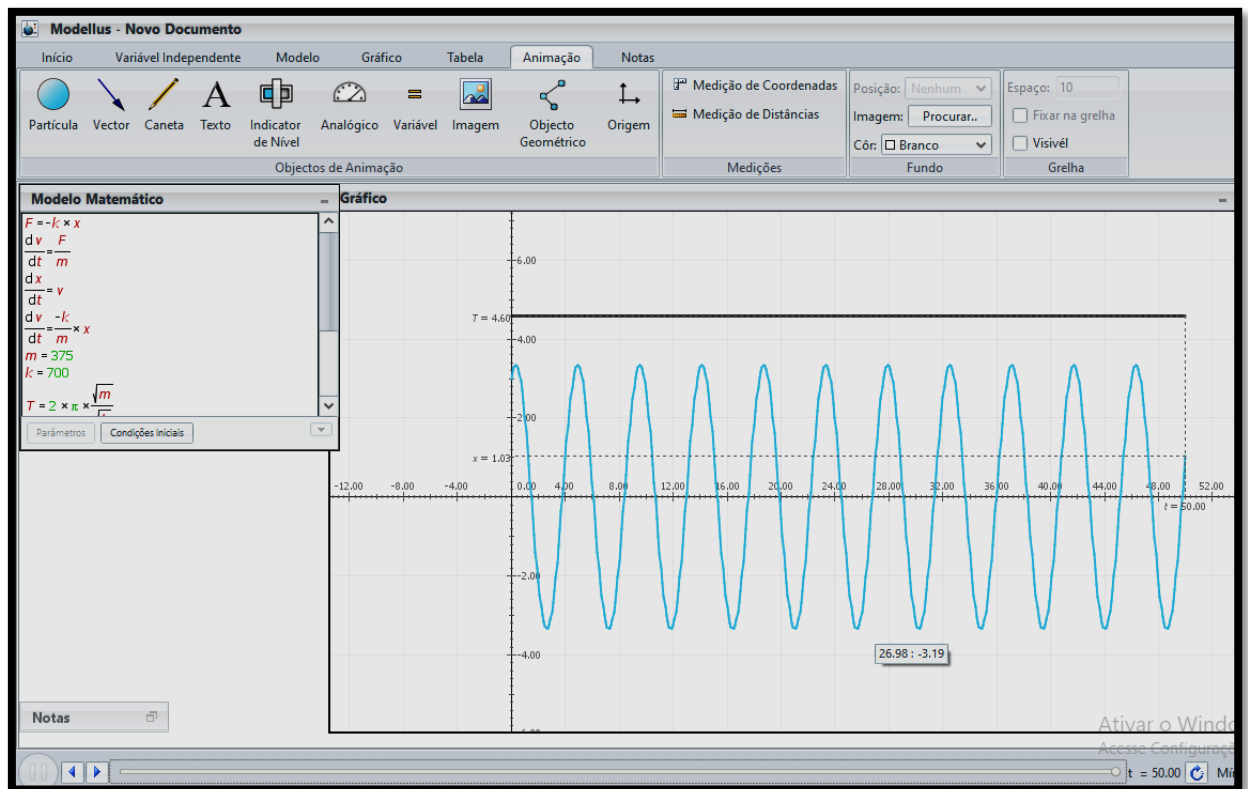 Modellus - Novo Documento
Início Variável Independente Modelo Gráfico Tabela Animação Notas
Partícula Vector Caneta Texto Indicador de Nível Analógico Variável Imagem Objecto Geométrico Origem
Objectos de Animação
Medição de Coordenadas
Medição de Distâncias
Medições
Posição: Nenhum
Imagem: Procurar..
Côr: Branco
Fundo
Espaço: 10
Fixar na grelha
Visivél
Grelha
Modelo Matemático
F = -k × x
dv/dt = F/m
dx/dt = v
dv/dt = -k/m × x
m = 375
k = 700
T = 2 × π × √m
Parâmetros Condições Iniciais
Gráfico
6.00
T = 4.60
4.00
2.00
x = 1.03
-12.00 -8.00 -4.00 0.00 4.00 8.00 12.00 16.00 20.00 24.00 28.00 32.00 36.00 40.00 44.00 48.00 52.00
t = 50.00
-2.00
-4.00
26.98 : -3.19
Notas
Ativar o Windo
Acesse Configuraçõ
t = 50.00 Mí